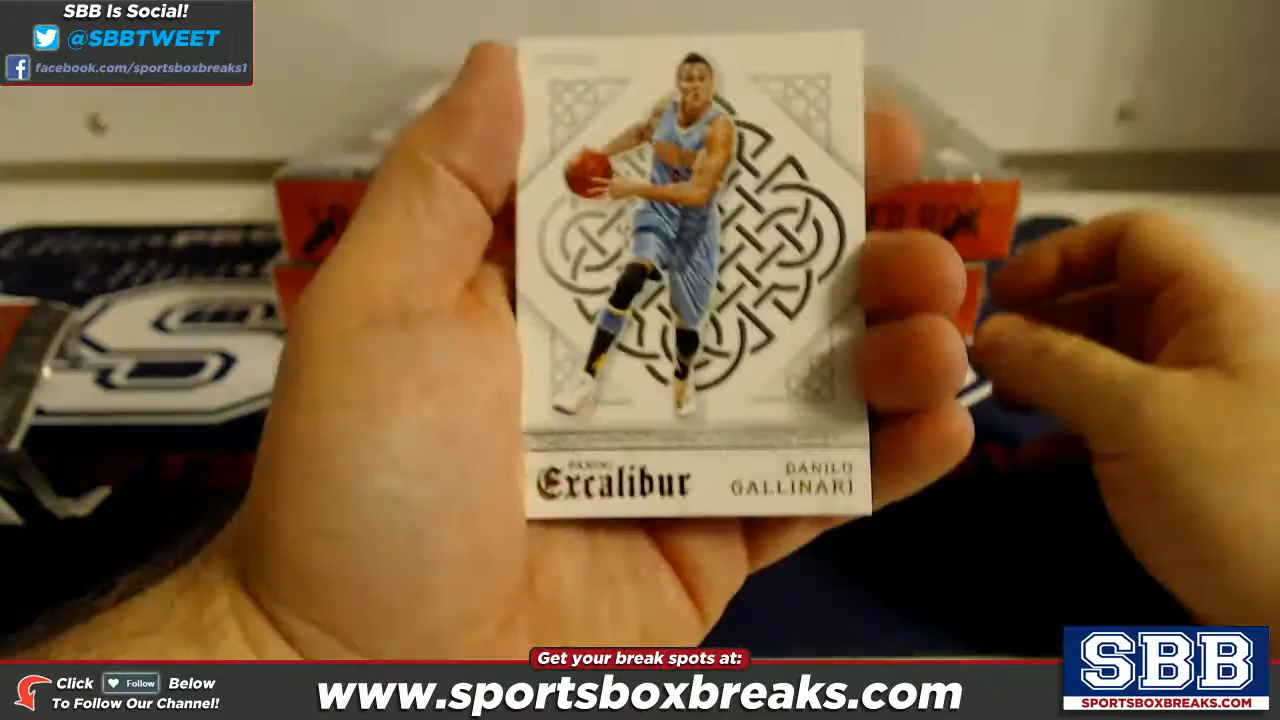 SBB Is Social!
@SBBTWEET
facebook.com/sportsboxbreaks1
PANINI
Excalibur
DANILO
GALLINARI
Get your break spots at:
Click Follow Below
To Follow Our Channel!
www.sportsboxbreaks.com
SBB
SPORTSBOXBREAKS.COM